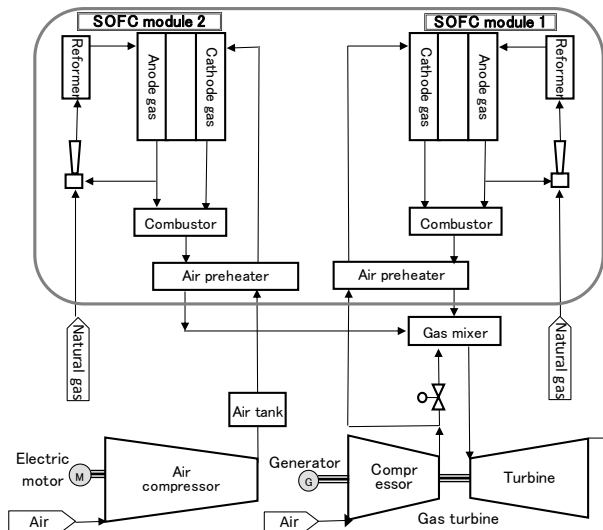 SOFC module 2
SOFC module 1
Reformer
Anode gas
Cathode gas
Cathode gas
Anode gas
Reformer
Combustor
Combustor
Air preheater
Air preheater
Natural gas
Gas mixer
Natural gas
Air tank
Electric
motor
M
Air
compressor
Generator
G
Compr
essor
Turbine
Air
Air
Gas turbine